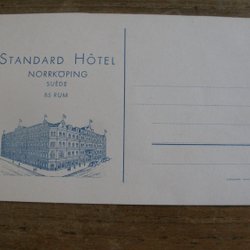 STANDARD HÔTEL
NORRKÖPING
SUÈDE
85 RUM